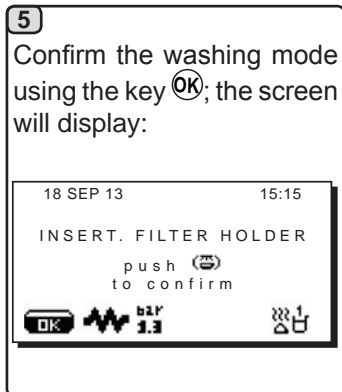 5
Confirm the washing mode
using the key OK; the screen
will display:
18 SEP 13 15:15
INSERT. FILTER HOLDER
push
to confirm
OK bar
3.3 1